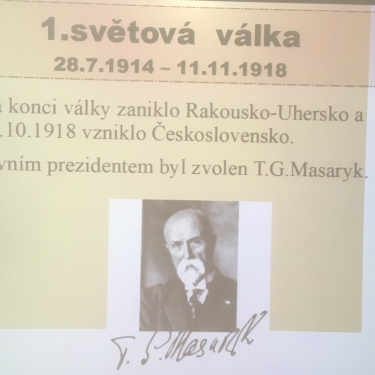 1.světová válka
28.7.1914 – 11.11.1918
konci války zaniklo Rakousko-Uhersko a
.10.1918 vzniklo Československo.
vním prezidentem byl zvolen T.G.Masaryk.
T. G. Masaryk